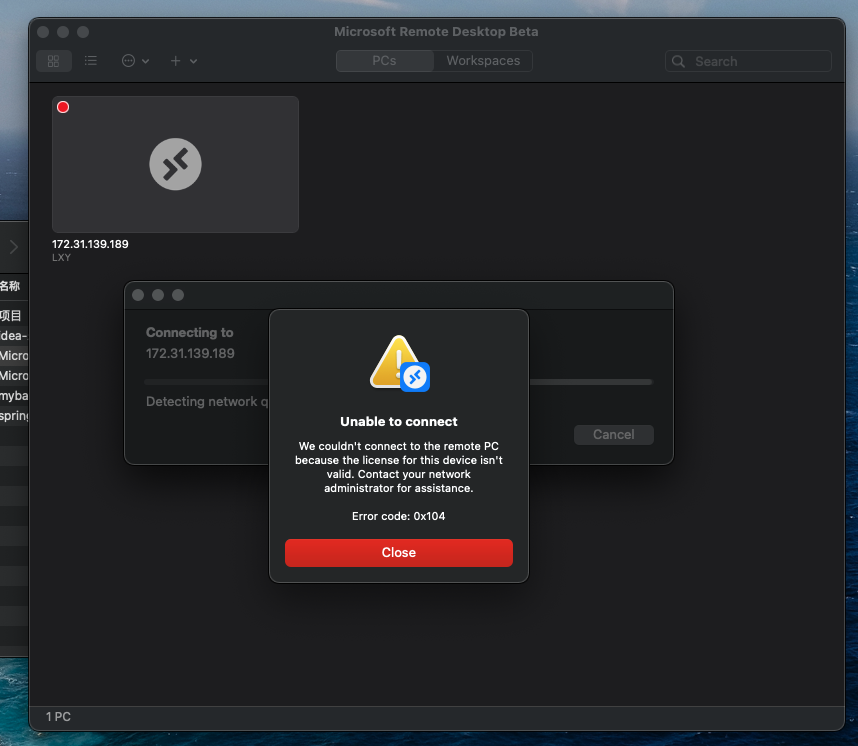 Microsoft Remote Desktop Beta
PCs
Workspaces
Search
172.31.139.189
LXY
名称
项目
idea-
Micro
Micro
myba
spring
Connecting to
172.31.139.189
Detecting network q
Cancel
Unable to connect
We couldn't connect to the remote PC
because the license for this device isn't
valid. Contact your network
administrator for assistance.
Error code: 0x104
Close
1 PC